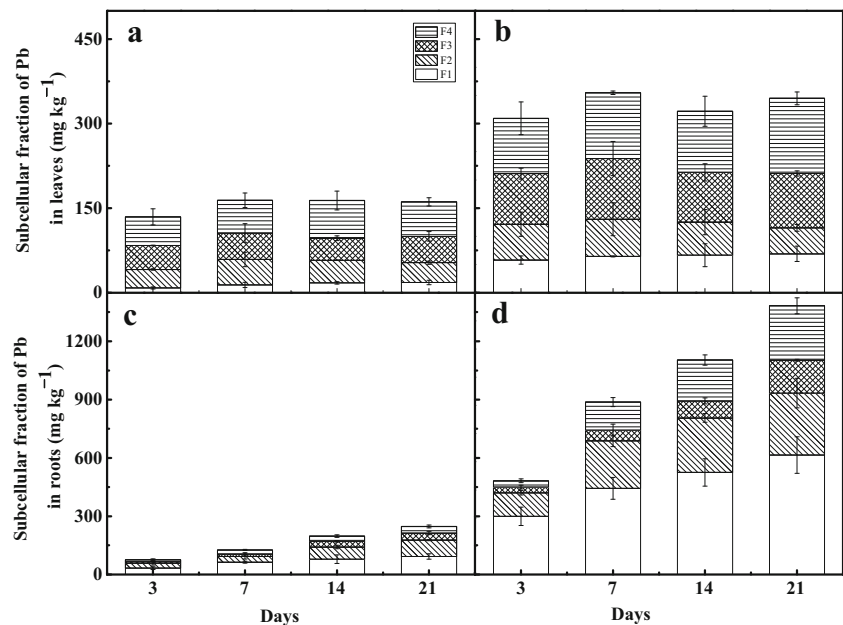 a
b
F4
F3
F2
F1
450
300
150
0
Subcellular fraction of Pb
in leaves (mg kg⁻¹)
c
d
1200
900
600
300
0
Subcellular fraction of Pb
in roots (mg kg⁻¹)
3 7 14 21 3 7 14 21
Days Days